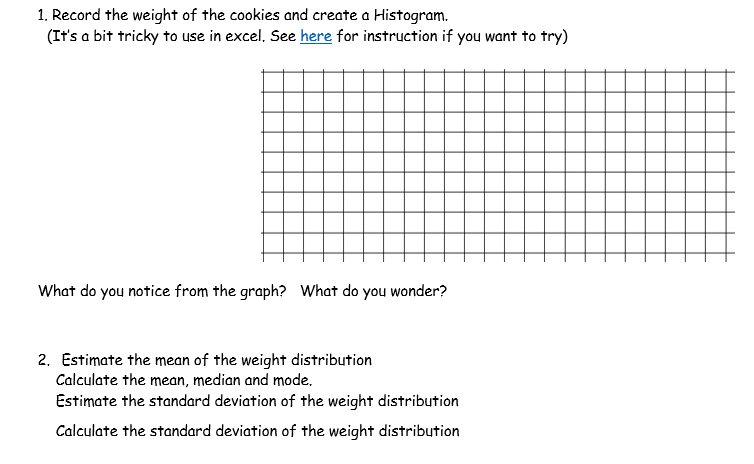 1. Record the weight of the cookies and create a Histogram.
(It's a bit tricky to use in excel. See here for instruction if you want to try)
What do you notice from the graph? What do you wonder?
2. Estimate the mean of the weight distribution
Calculate the mean, median and mode.
Estimate the standard deviation of the weight distribution
Calculate the standard deviation of the weight distribution